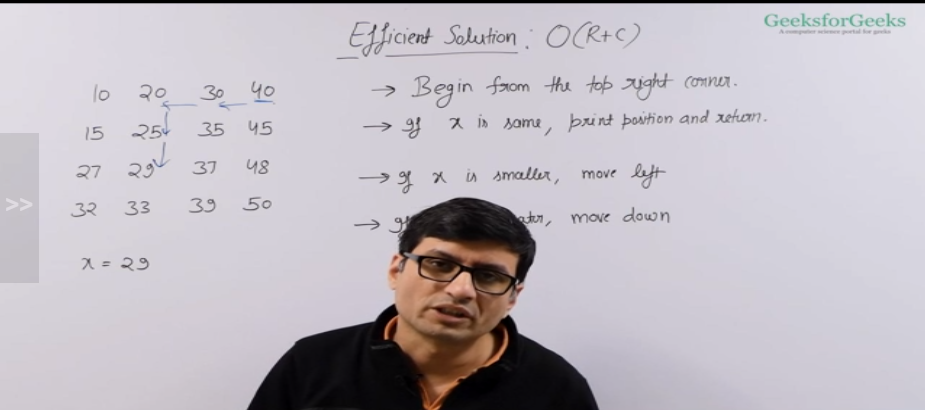 GeeksforGeeks
A computer science portal for geeks
Efficient Solution : O(R+C)
10 20 30 40
15 25 35 45
27 29 37 48
32 33 39 50
x = 29
→ Begin from the top right corner.
→ If x is same, print position and return.
→ If x is smaller, move left
→ If move down
>>